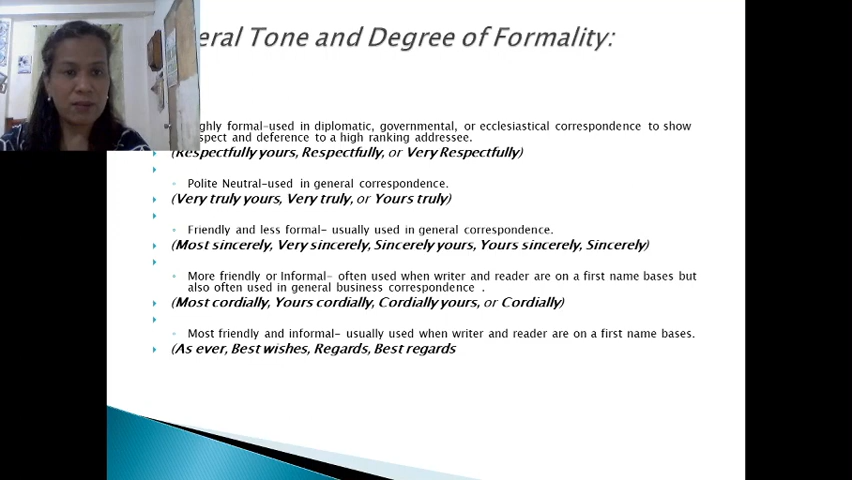 eral Tone and Degree of Formality:
ghly formal-used in diplomatic, governmental, or ecclesiastical correspondence to show
spect and deference to a high ranking addressee.
(Respectfully yours, Respectfully, or Very Respectfully)
Polite Neutral-used in general correspondence.
(Very truly yours, Very truly, or Yours truly)
Friendly and less formal- usually used in general correspondence.
(Most sincerely, Very sincerely, Sincerely yours, Yours sincerely, Sincerely)
More friendly or Informal- often used when writer and reader are on a first name bases but
also often used in general business correspondence .
(Most cordially, Yours cordially, Cordially yours, or Cordially)
Most friendly and informal- usually used when writer and reader are on a first name bases.
(As ever, Best wishes, Regards, Best regards